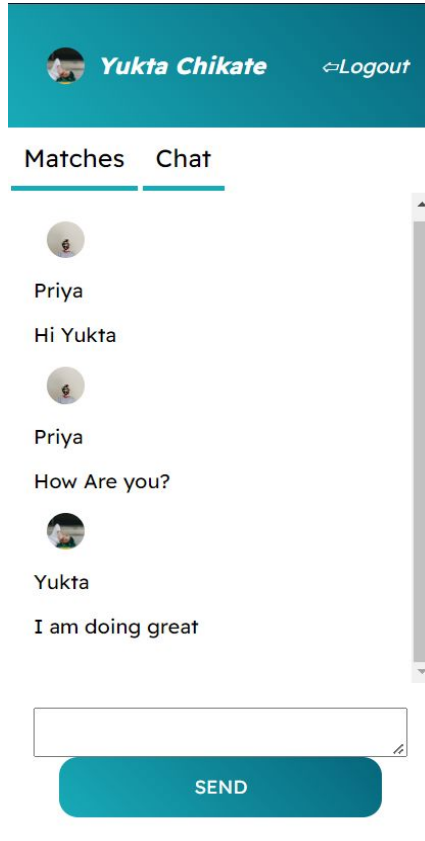 Yukta Chikate ⇦Logout
Matches Chat
Priya
Hi Yukta
Priya
How Are you?
Yukta
I am doing great
SEND